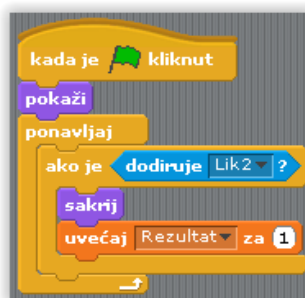 kada je kliknut
pokaži
ponavljaj
ako je dodiruje Lik2 ?
sakrij
uvećaj Rezultat za 1